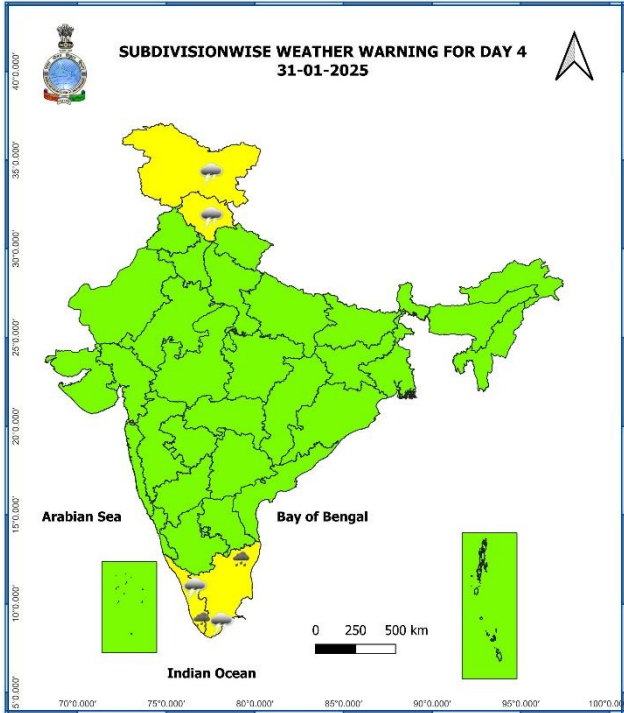 SUBDIVISIONWISE WEATHER WARNING FOR DAY 4
31-01-2025
40°0.000'
35°0.000'
30°0.000'
25°0.000'
20°0.000'
15°0.000'
10°0.000'
5°0.000'
Arabian Sea
Bay of Bengal
0 250 500 km
Indian Ocean
70°0.000' 75°0.000' 80°0.000' 85°0.000' 90°0.000' 95°0.000' 100°0.00